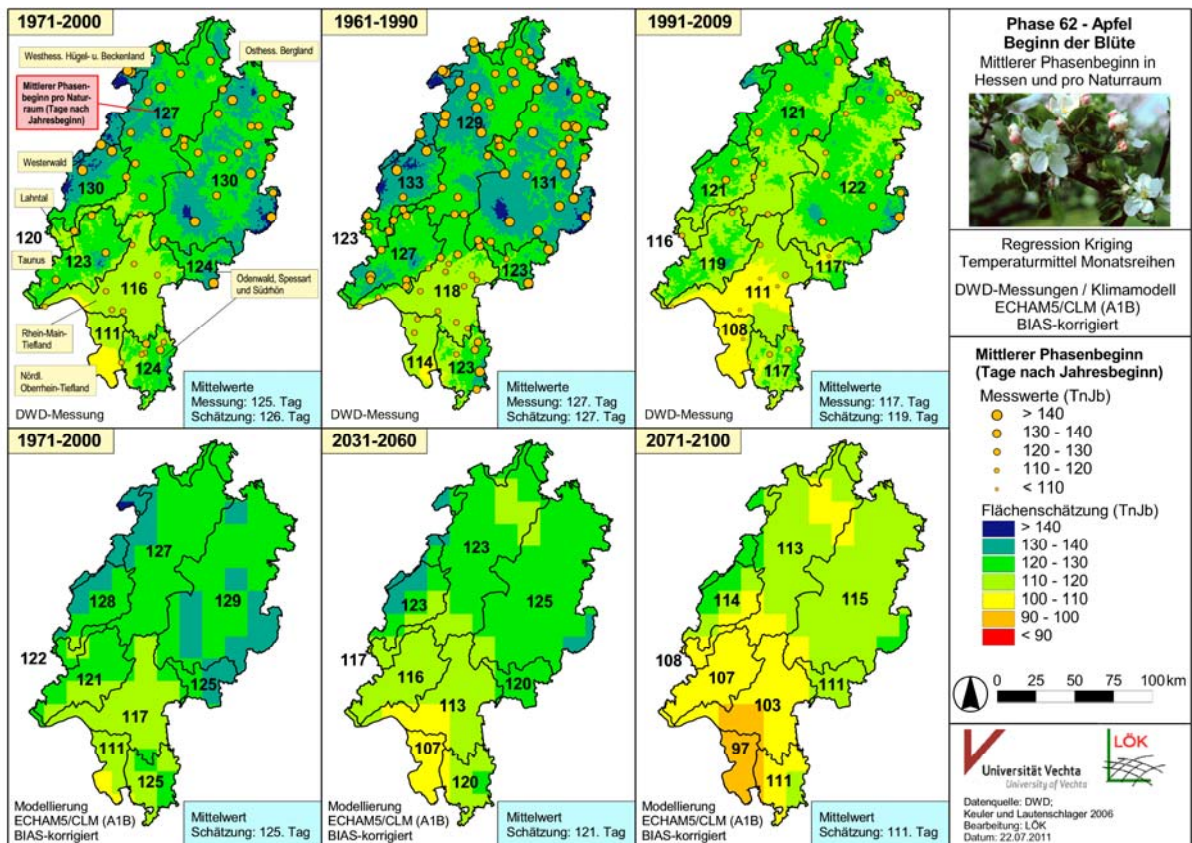 1971-2000
Westhess. Hügel- u. Beckenland
Osthess. Bergland
Mittlerer Phasen-
beginn pro Natur-
raum (Tage nach
Jahresbeginn)
127
Westerwald
130
130
Lahntal
120
123
Taunus
124
116
Odenwald, Spessart
und Südrhön
Rhein-Main-
Tiefland
111
Nördl.
Oberrhein-Tiefland
124
DWD-Messung
Mittelwerte
Messung: 125. Tag
Schätzung: 126. Tag
1961-1990
129
133
131
123
127
123
118
114
123
DWD-Messung
Mittelwerte
Messung: 127. Tag
Schätzung: 127. Tag
1991-2009
121
121
122
116
119
117
111
108
117
Mittelwerte
Messung: 117. Tag
Schätzung: 119. Tag
Phase 62 - Apfel
Beginn der Blüte
Mittlerer Phasenbeginn in
Hessen und pro Naturraum
Regression Kriging
Temperaturmittel Monatsreihen
DWD-Messungen / Klimamodell
ECHAM5/CLM (A1B)
BIAS-korrigiert
Mittlerer Phasenbeginn
(Tage nach Jahresbeginn)
Messwerte (TnJb)
> 140
130 - 140
120 - 130
110 - 120
< 110
Flächenschätzung (TnJb)
> 140
130 - 140
120 - 130
110 - 120
100 - 110
90 - 100
< 90
0 25 50 75 100 km
1971-2000
127
128
129
122
121
125
117
111
125
Modellierung
ECHAM5/CLM (A1B)
BIAS-korrigiert
Mittelwert
Schätzung: 125. Tag
2031-2060
123
123
125
117
116
120
113
107
120
Modellierung
ECHAM5/CLM (A1B)
BIAS-korrigiert
Mittelwert
Schätzung: 121. Tag
2071-2100
113
114
115
108
107
111
103
97
111
Modellierung
ECHAM5/CLM (A1B)
BIAS-korrigiert
Mittelwert
Schätzung: 111. Tag
LÖK
Universität Vechta
University of Vechta
Datenquelle: DWD;
Keuler und Lautenschlager 2006
Bearbeitung: LÖK
Datum: 22.07.2011